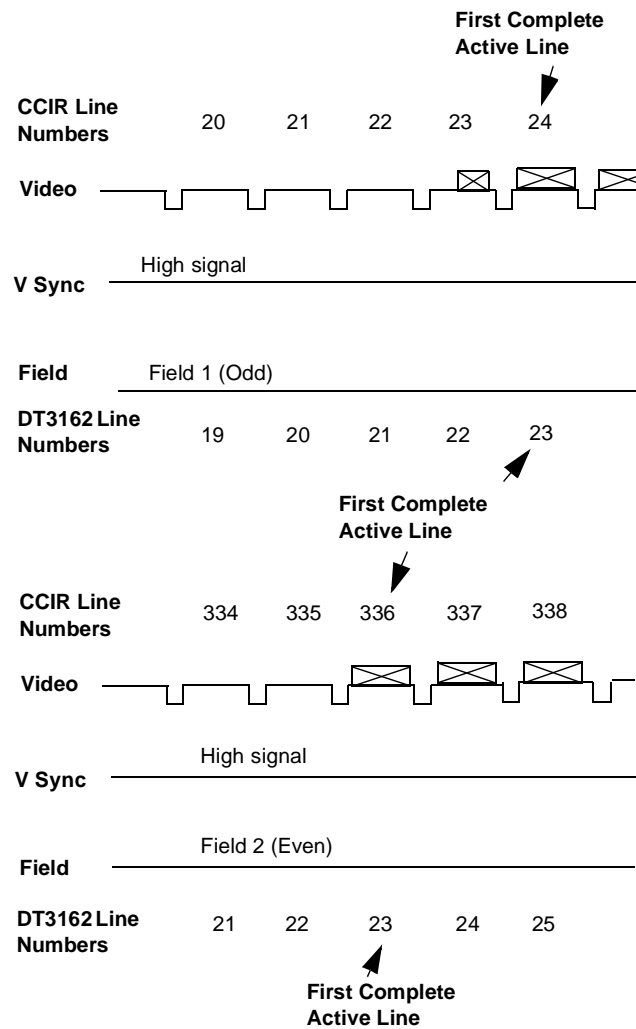 First Complete
Active Line
CCIR Line
Numbers
20 21 22 23 24
Video
High signal
V Sync
Field
Field 1 (Odd)
DT3162 Line
Numbers
19 20 21 22 23
First Complete
Active Line
CCIR Line
Numbers
334 335 336 337 338
Video
High signal
V Sync
Field 2 (Even)
Field
DT3162 Line
Numbers
21 22 23 24 25
First Complete
Active Line